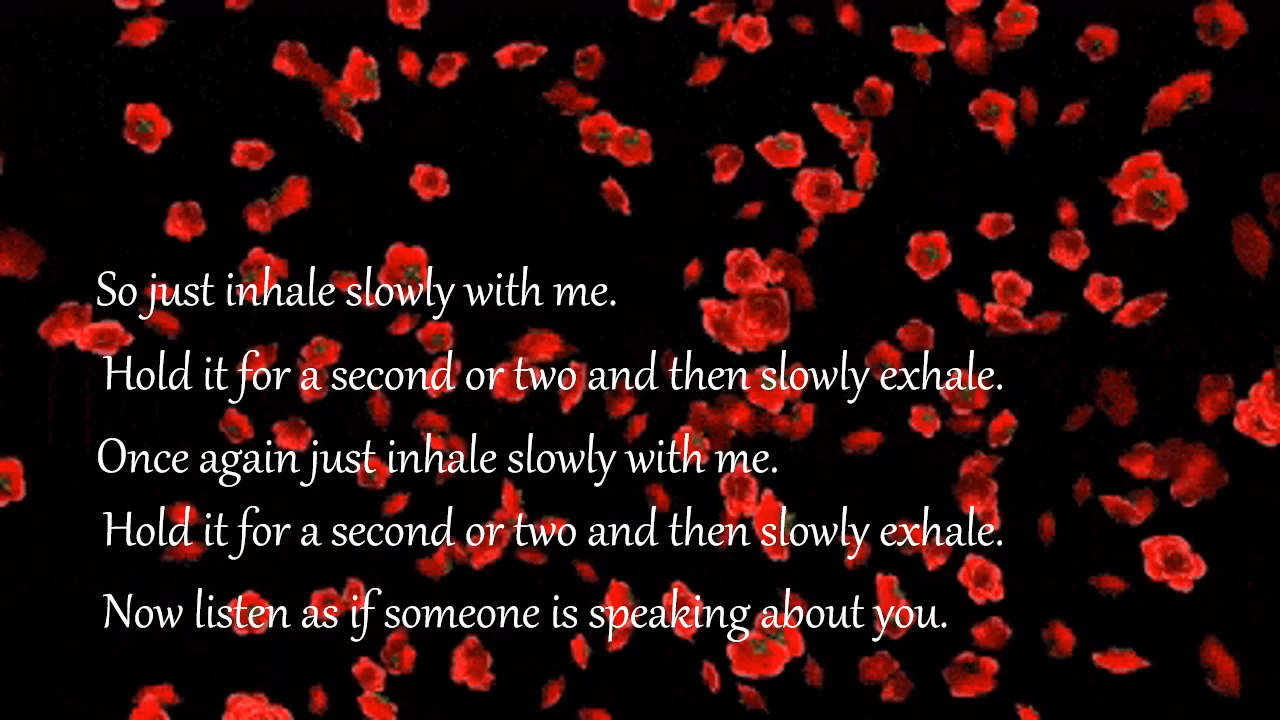 So just inhale slowly with me.
Hold it for a second or two and then slowly exhale.
Once again just inhale slowly with me.
Hold it for a second or two and then slowly exhale.
Now listen as if someone is speaking about you.